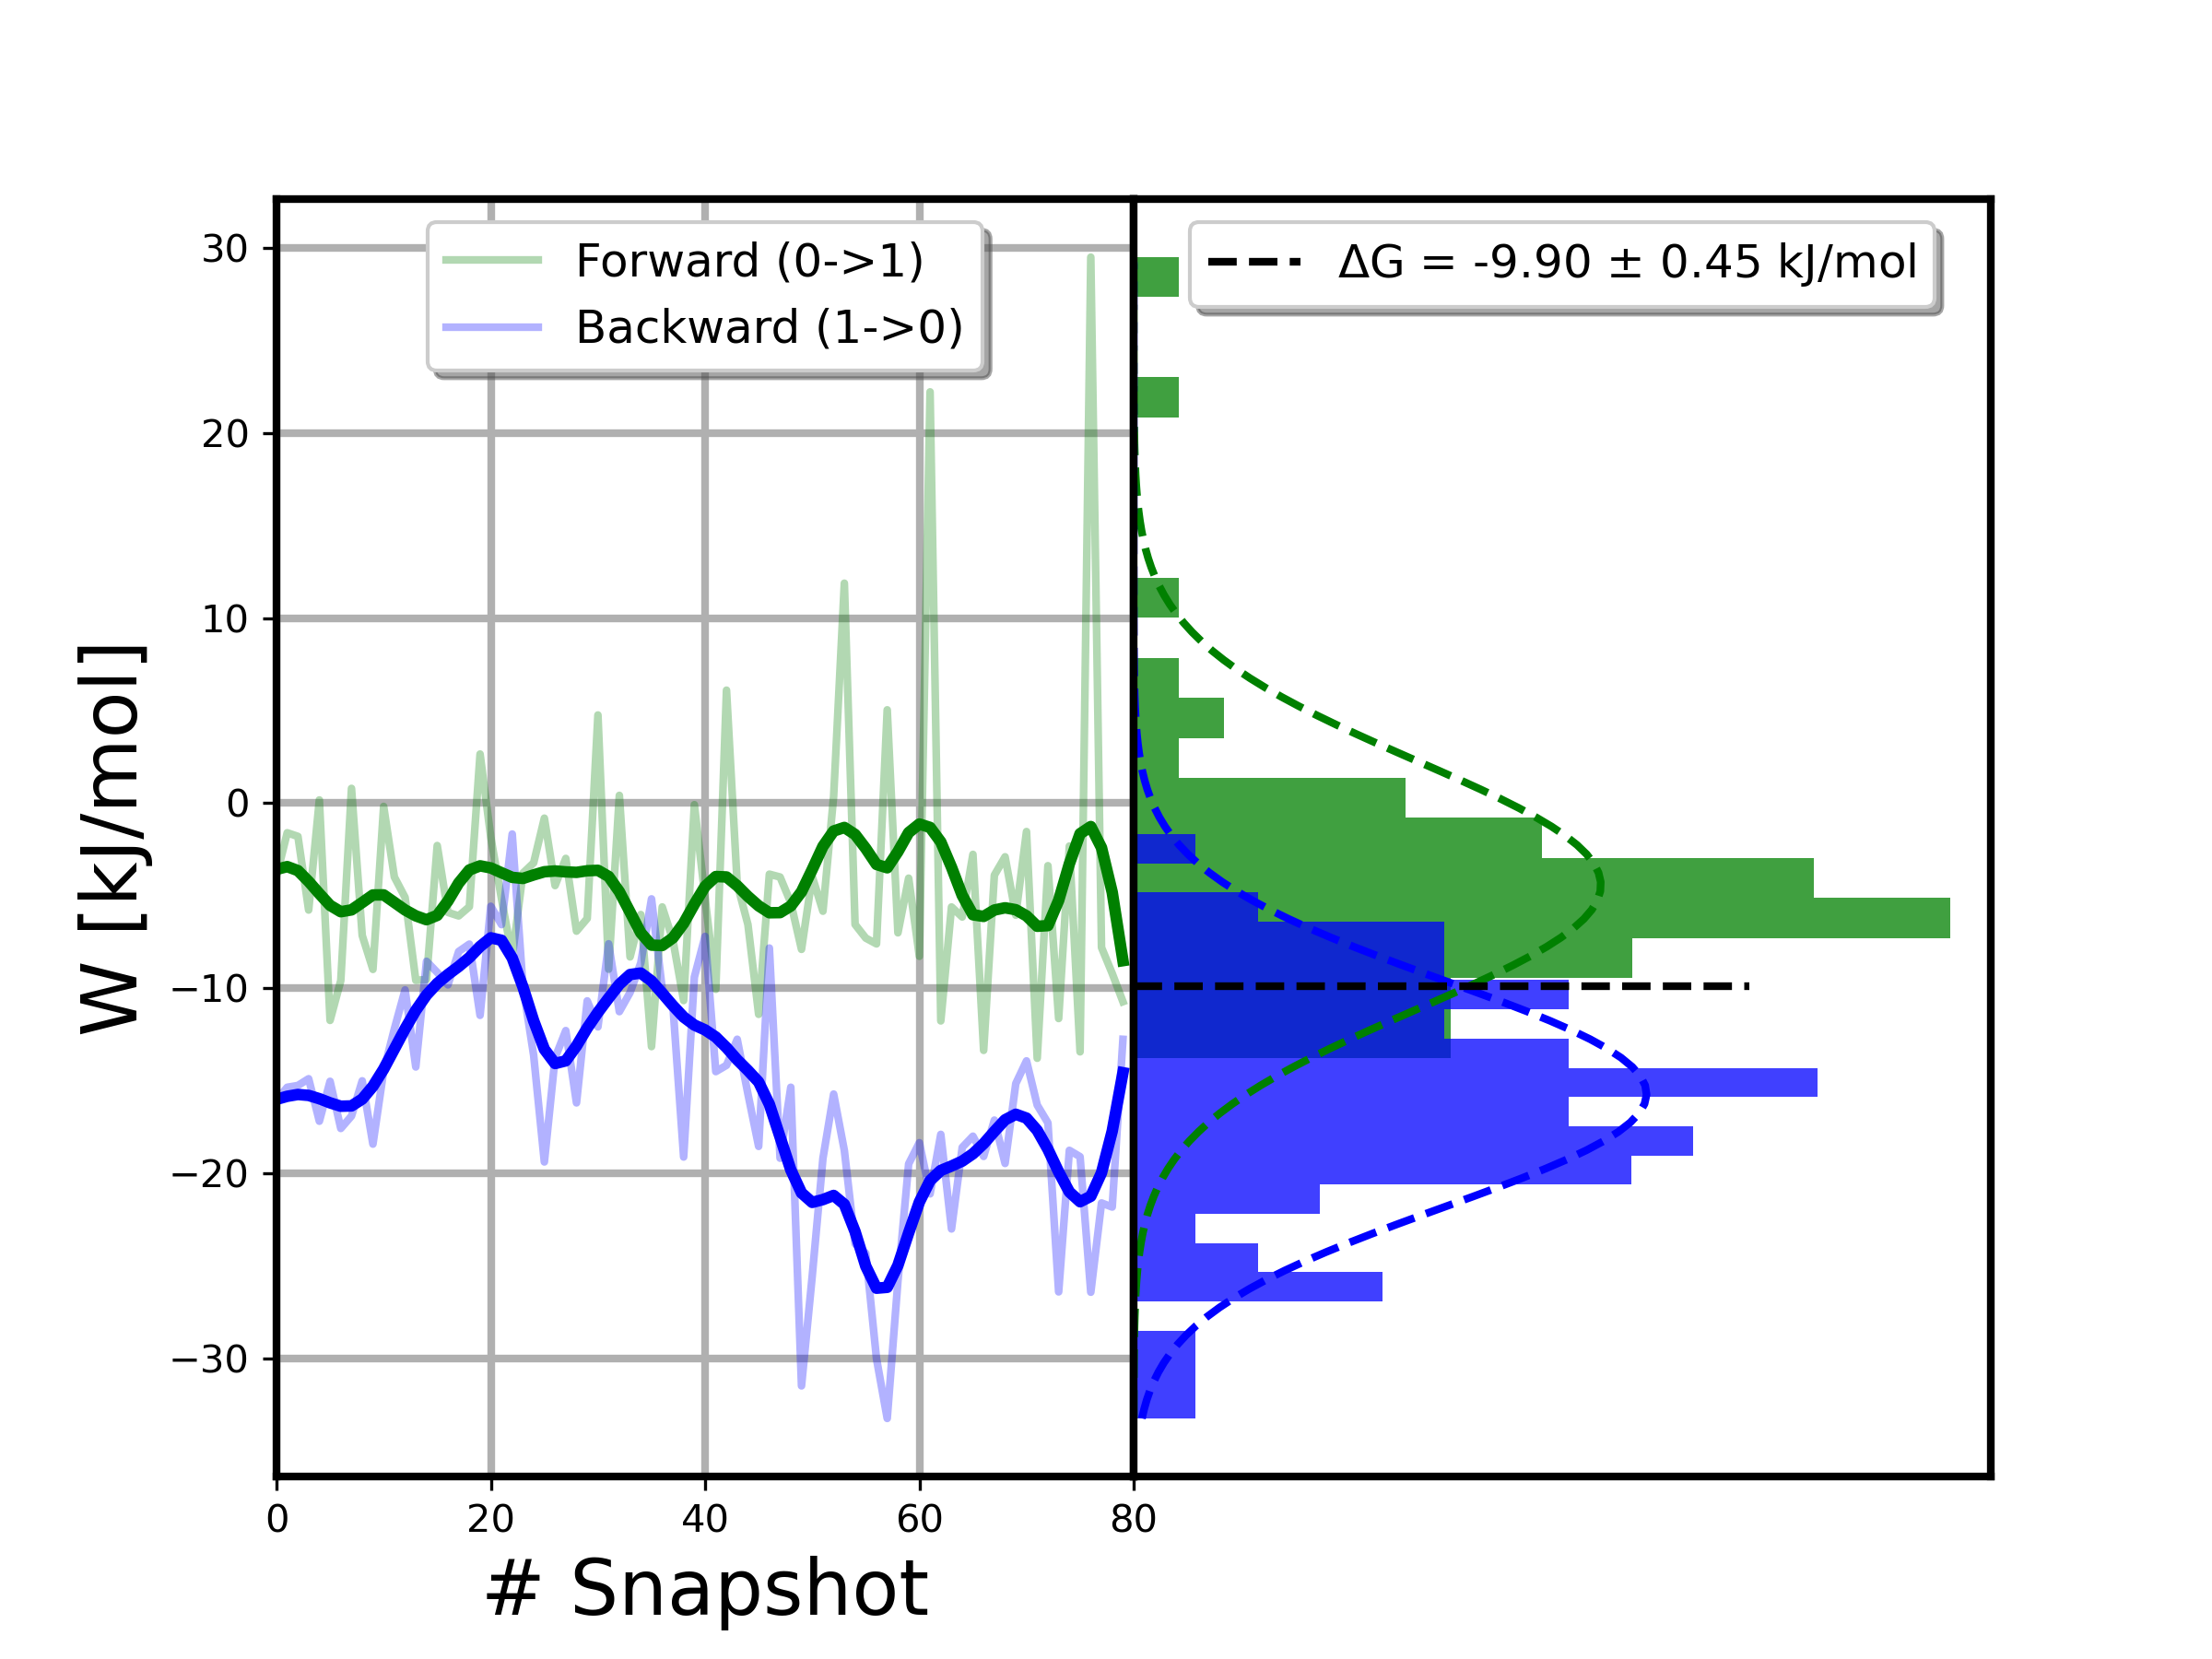 Forward (0->1)
Backward (1->0)
ΔG = -9.90 ± 0.45 kJ/mol
W [kJ/mol]
30
20
10
0
−10
−20
−30
0 20 40 60 80
# Snapshot